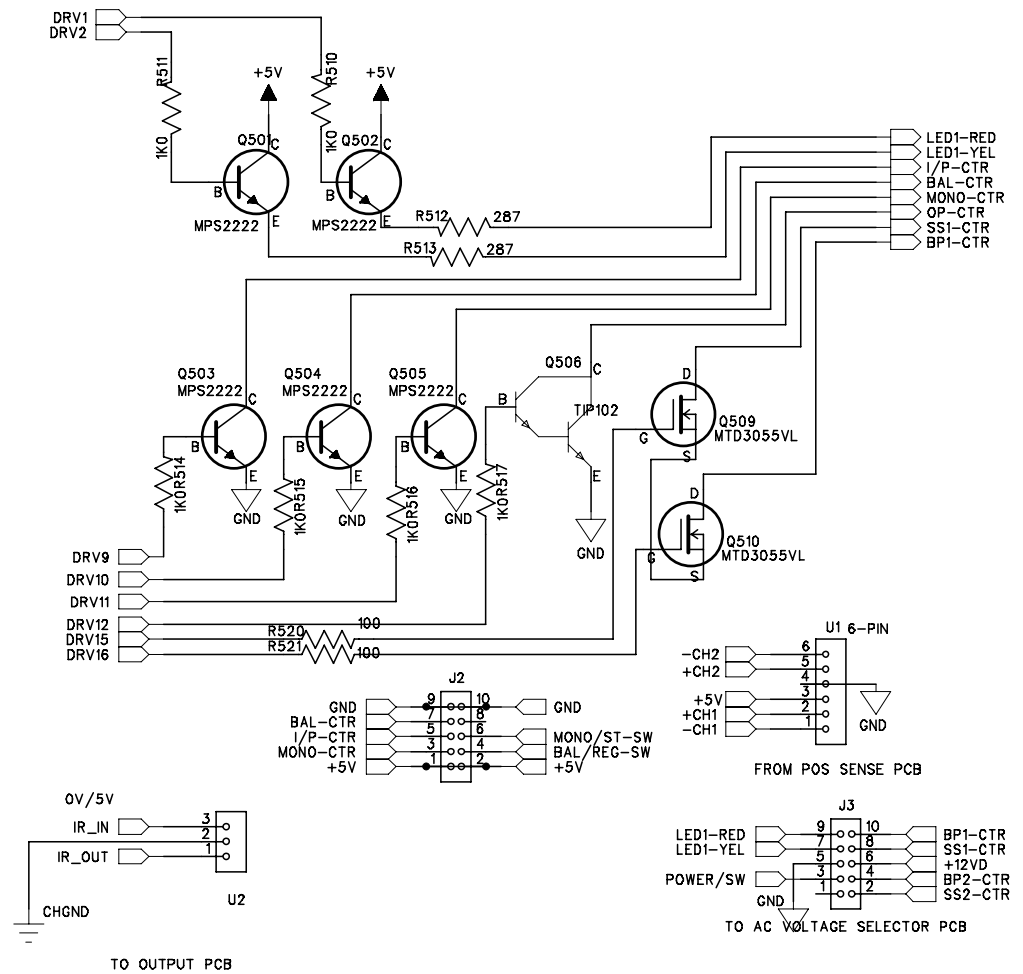 DRV1
DRV2
R511
1K0
R510
1K0
+5V
+5V
Q501
C
B
E
MPS2222
Q502
C
B
E
MPS2222
R512
287
R513
287
LED1-RED
LED1-YEL
I/P-CTR
BAL-CTR
MONO-CTR
OP-CTR
SS1-CTR
BP1-CTR
Q503
MPS2222
C
B
E
GND
Q504
MPS2222
C
B
E
GND
Q505
MPS2222
C
B
E
GND
Q506
C
B
TIP102
E
GND
D
G
S
Q509
MTD3055VL
D
G
S
Q510
MTD3055VL
1K0R514
1K0R515
1K0R516
1K0R517
DRV9
DRV10
DRV11
DRV12
DRV15
DRV16
R520
100
R521
100
U1 6-PIN
-CH2 6
+CH2 5
4
+5V 3
+CH1 2
-CH1 1
GND
FROM POS SENSE PCB
J2
GND 9 10 GND
BAL-CTR 7 8
I/P-CTR 5 6 MONO/ST-SW
MONO-CTR 3 4 BAL/REG-SW
+5V 1 2 +5V
0V/5V
IR_IN 3
2
IR_OUT 1
U2
CHGND
TO OUTPUT PCB
J3
LED1-RED 9 10 BP1-CTR
LED1-YEL 7 8 SS1-CTR
5 6 +12VD
POWER/SW 3 4 BP2-CTR
1 2 SS2-CTR
GND
TO AC VOLTAGE SELECTOR PCB